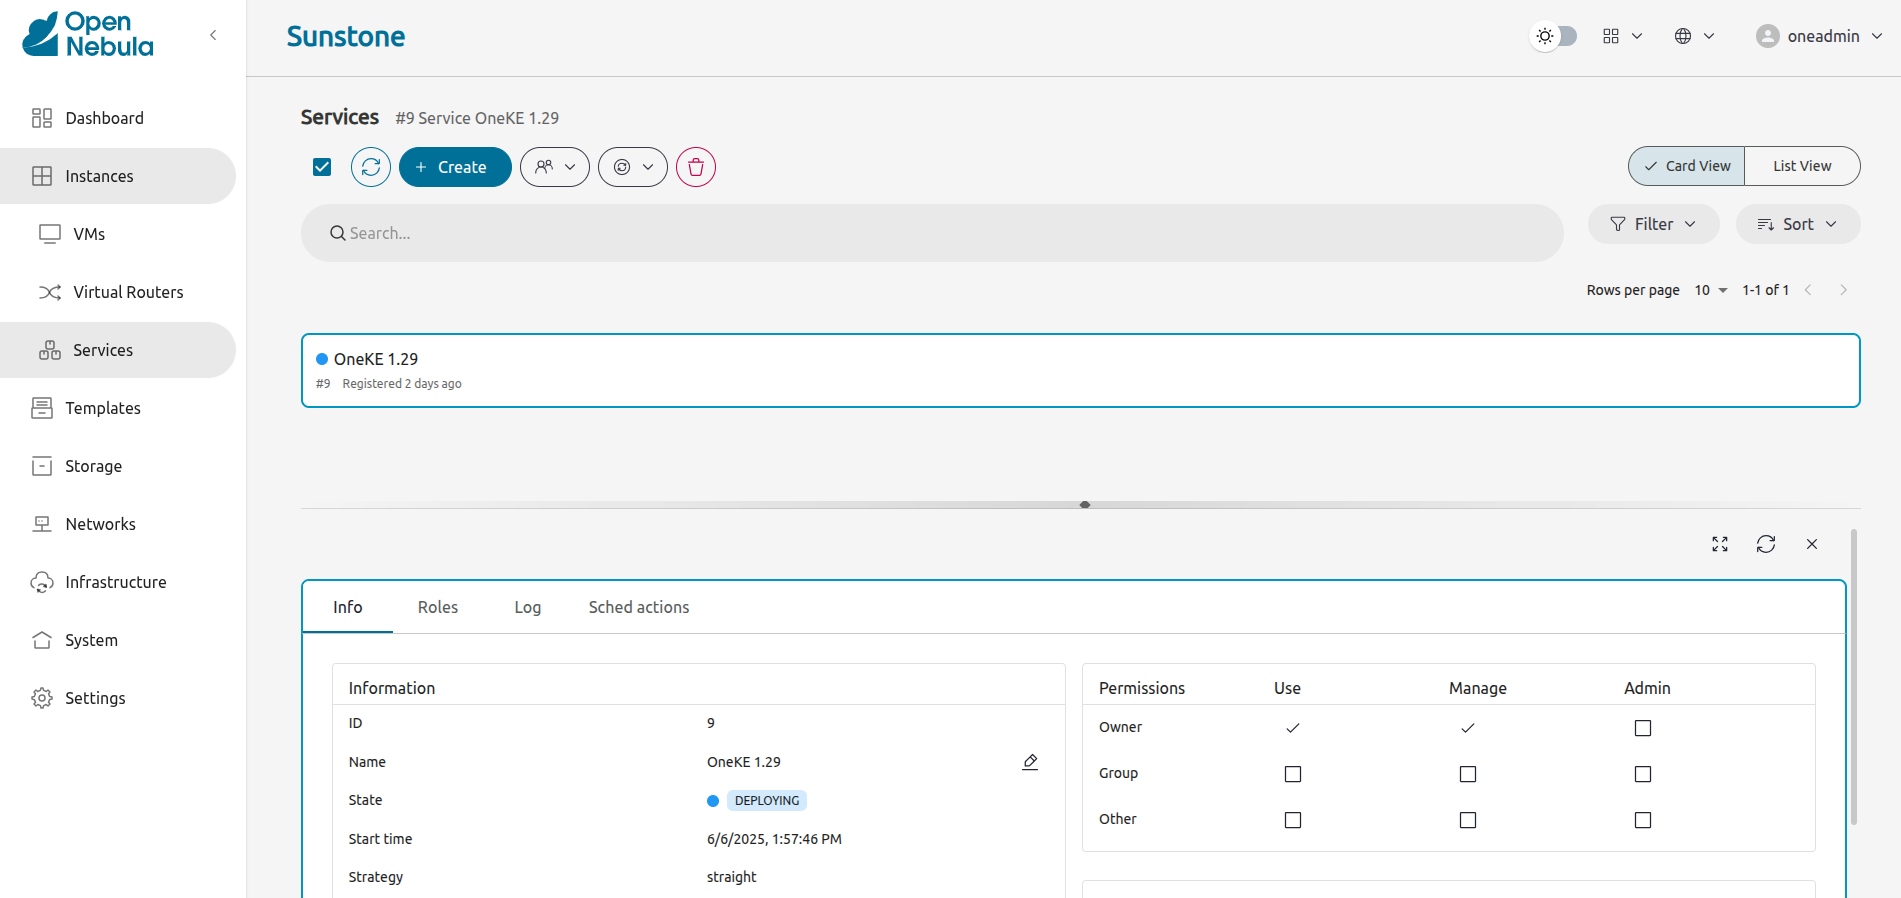 Open
Nebula
Sunstone
oneadmin
Dashboard
Instances
VMs
Virtual Routers
Services
Templates
Storage
Networks
Infrastructure
System
Settings
Services #9 Service OneKE 1.29
+ Create
Card View List View
Search...
Filter Sort
Rows per page 10 1-1 of 1
OneKE 1.29
#9 Registered 2 days ago
Info Roles Log Sched actions
Information
ID 9
Name OneKE 1.29
State DEPLOYING
Start time 6/6/2025, 1:57:46 PM
Strategy straight
Permissions Use Manage Admin
Owner
Group
Other